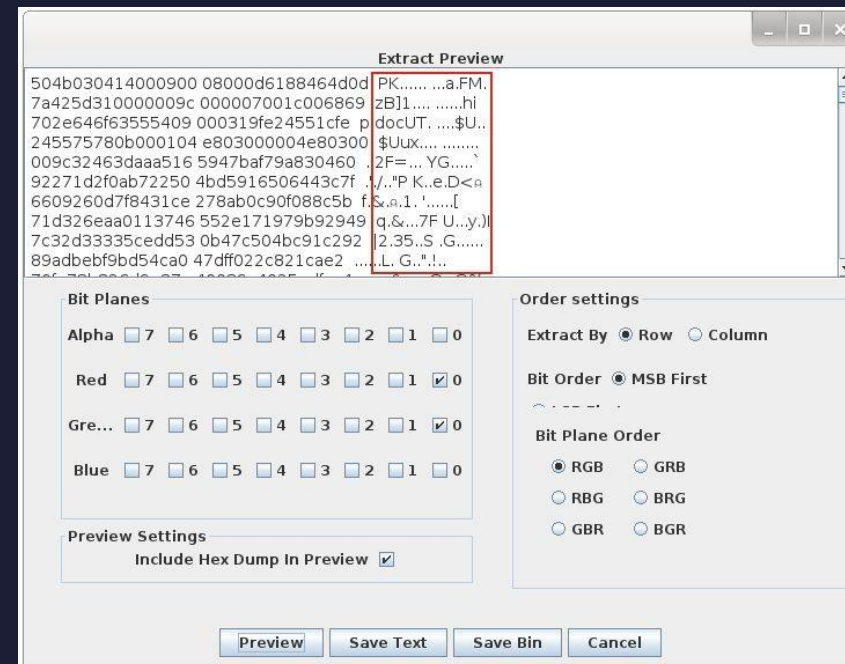 Extract Preview
504b030414000900 08000d6188464d0d PK...... ...a.FM.
7a425d310000009c 000007001c006869 zB]1.... ......hi
702e646f63555409 000319fe24551cfe p.docUT. ....$U..
245575780b000104 e803000004e80300 $Uux.... ........
009c32463daaa516 5947baf79a830460 ..2F=... YG.....`
92271d2f0ab72250 4bd5916506443c7f .'./.."P K..e.D<
6609260d7f8431ce 278ab0c90f088c5b f.&...1. '......[
71d326eaa0113746 552e171979b92949 q.&...7F U...y.)I
7c32d33335cedd53 0b47c504bc91c292 |2.35..S .G......
89adbebf9bd54ca0 47dff022c821cae2 ......L. G..".!..
Bit Planes
Alpha 7 6 5 4 3 2 1 0
Red 7 6 5 4 3 2 1 0
Gre... 7 6 5 4 3 2 1 0
Blue 7 6 5 4 3 2 1 0
Preview Settings
Include Hex Dump In Preview
Order settings
Extract By Row Column
Bit Order MSB First
Bit Plane Order
RGB GRB
RBG BRG
GBR BGR
Preview Save Text Save Bin Cancel